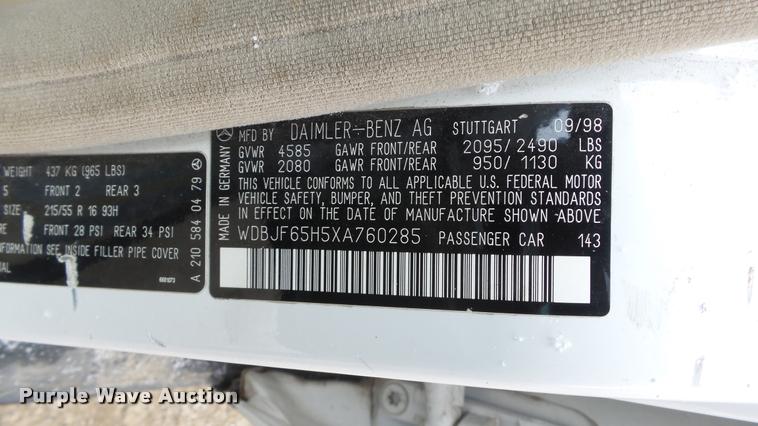 WEIGHT 437 KG (965 LBS)
5 FRONT 2 REAR 3
SIZE 215/55 R 16 93H
FRONT 28 PSI REAR 34 PSI
INFORMATION SEE INSIDE FILLER PIPE COVER
6681073
A 210 584 04 79
MADE IN GERMANY
MFD BY DAIMLER-BENZ AG STUTTGART 09/98
GVWR 4585 GAWR FRONT/REAR 2095/2490 LBS
GVWR 2080 GAWR FRONT/REAR 950/1130 KG
THIS VEHICLE CONFORMS TO ALL APPLICABLE U.S. FEDERAL MOTOR
VEHICLE SAFETY, BUMPER, AND THEFT PREVENTION STANDARDS
IN EFFECT ON THE DATE OF MANUFACTURE SHOWN ABOVE
WDBJF65H5XA760285 PASSENGER CAR 143
Purple Wave Auction